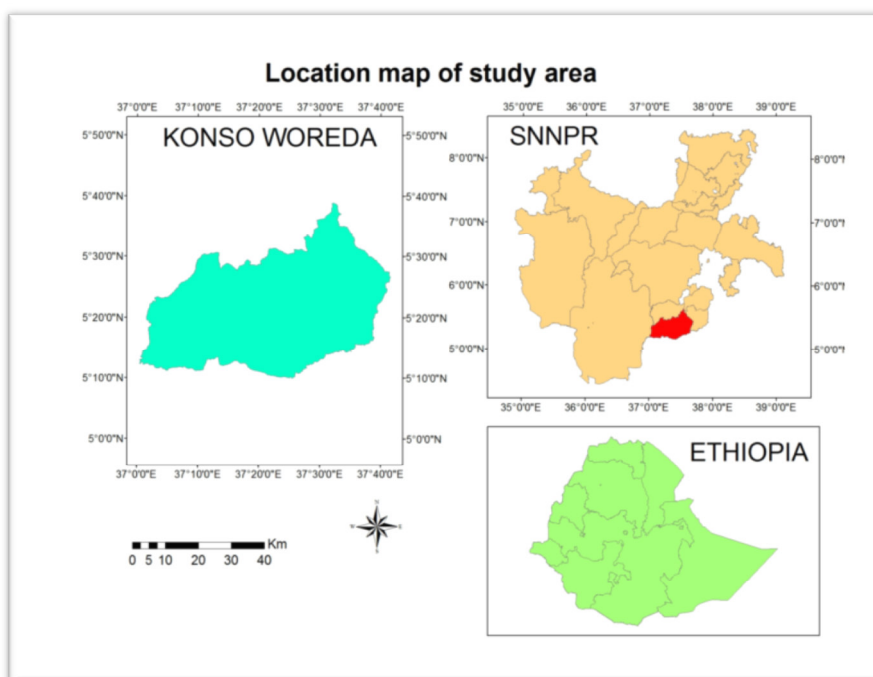 Location map of study area
37°0'0"E 37°10'0"E 37°20'0"E 37°30'0"E 37°40'0"E
KONSO WOREDA
5°50'0"N 5°50'0"N
5°40'0"N 5°40'0"N
5°30'0"N 5°30'0"N
5°20'0"N 5°20'0"N
5°10'0"N 5°10'0"N
5°0'0"N 5°0'0"N
37°0'0"E 37°10'0"E 37°20'0"E 37°30'0"E 37°40'0"E
Km
0 5 10 20 30 40
35°0'0"E 36°0'0"E 37°0'0"E 38°0'0"E 39°0'0"E
SNNPR
8°0'0"N 8°0'0"
7°0'0"N 7°0'0"
6°0'0"N 6°0'0"
5°0'0"N 5°0'0"
35°0'0"E 36°0'0"E 37°0'0"E 38°0'0"E 39°0'0"E
ETHIOPIA